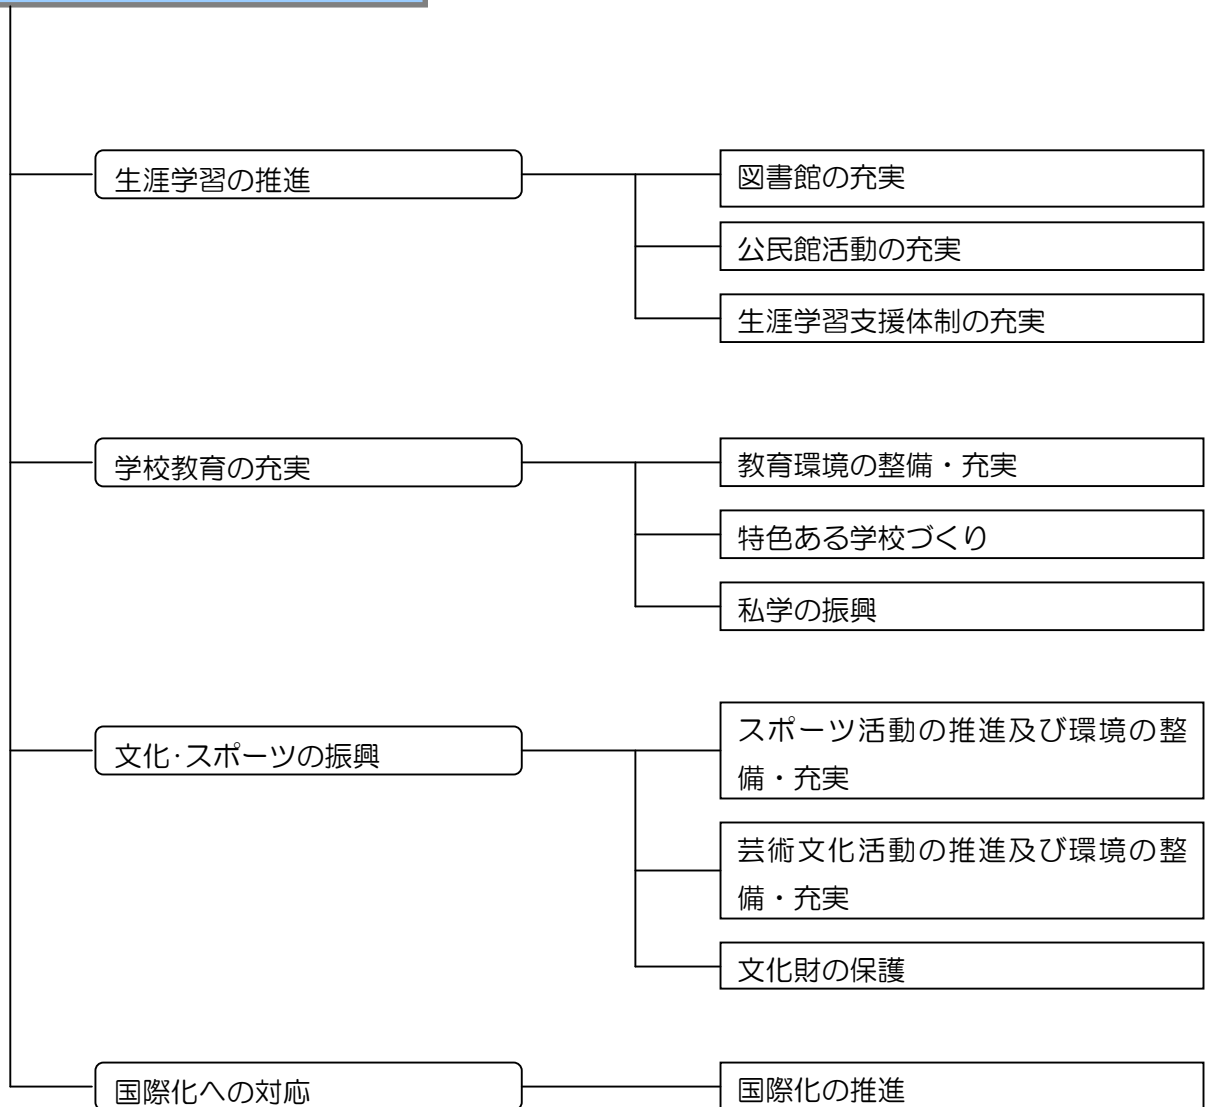 生涯学習の推進
図書館の充実
公民館活動の充実
生涯学習支援体制の充実
学校教育の充実
教育環境の整備・充実
特色ある学校づくり
私学の振興
文化・スポーツの振興
スポーツ活動の推進及び環境の整
備・充実
芸術文化活動の推進及び環境の整
備・充実
文化財の保護
国際化への対応
国際化の推進